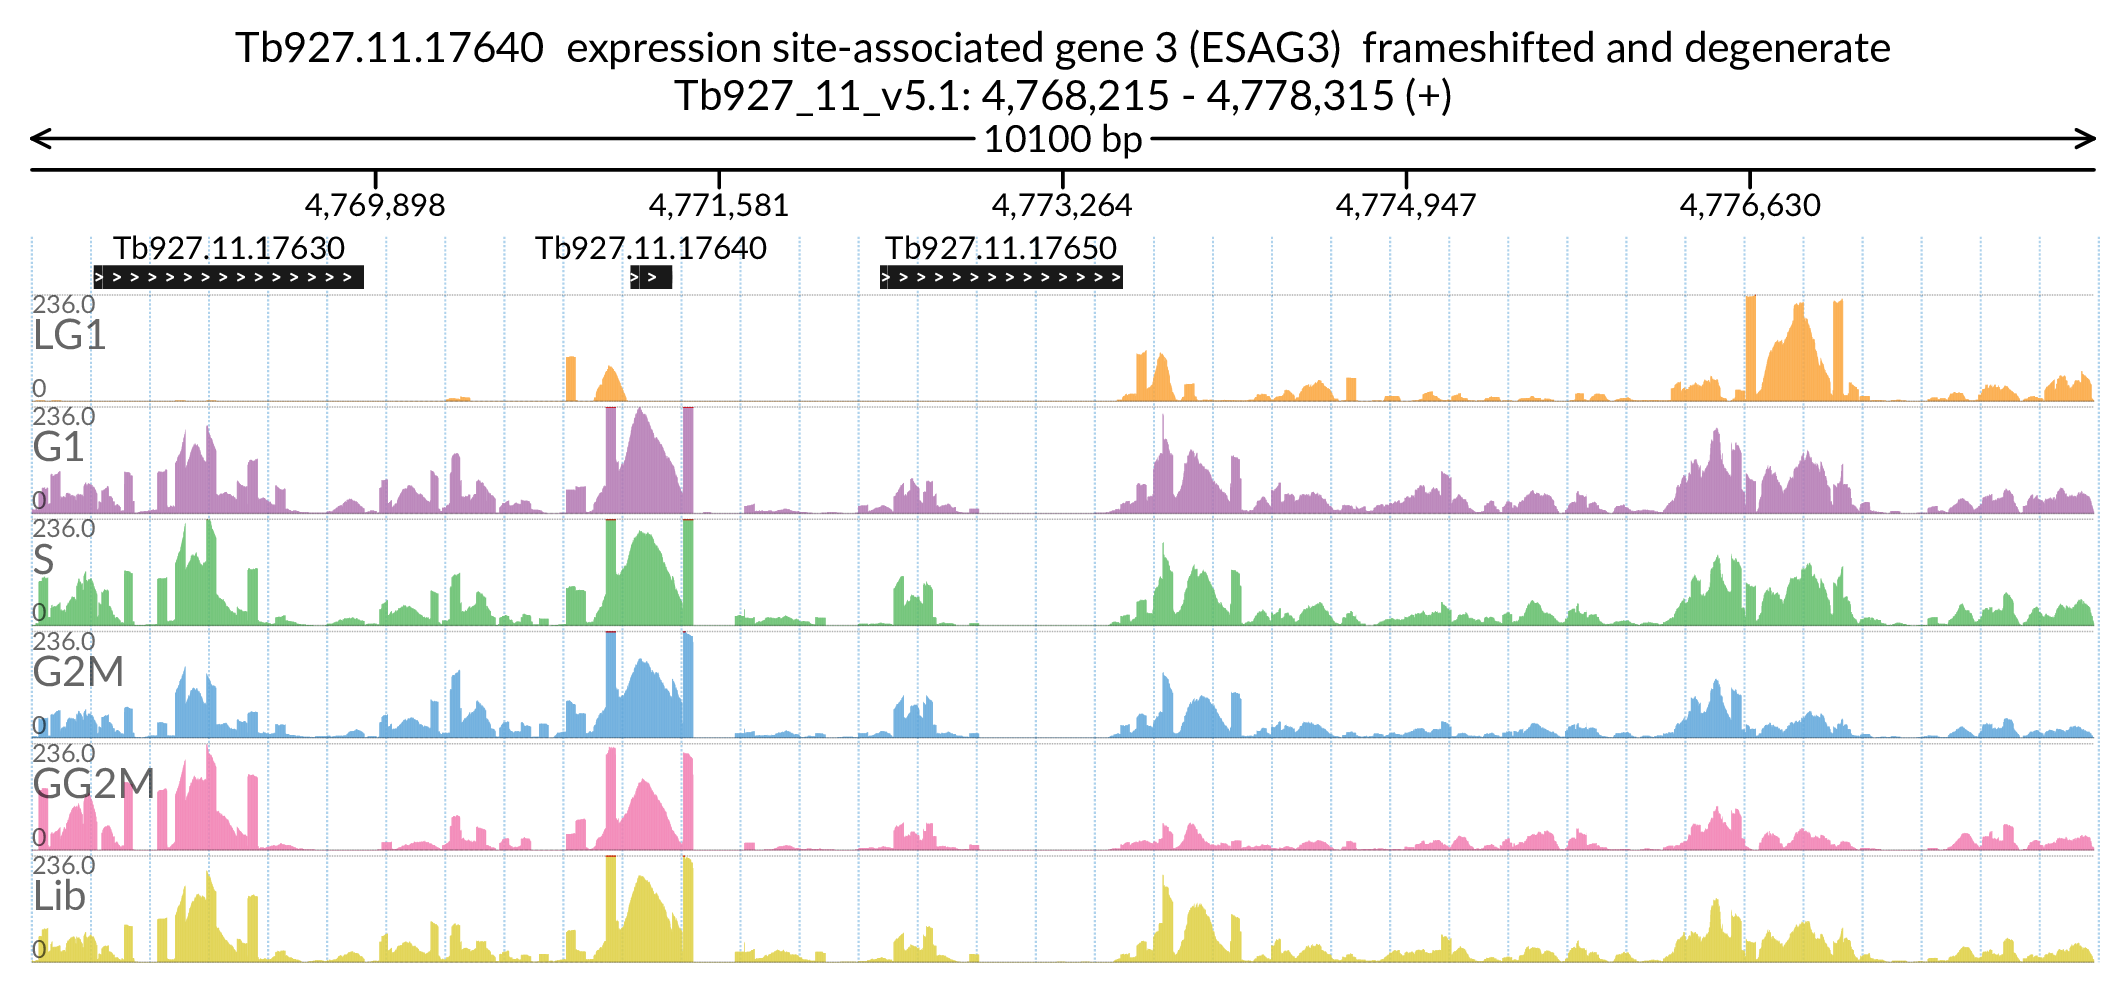 Tb927.11.17640  expression site-associated gene 3 (ESAG3)  frameshifted and degenerate
Tb927_11_v5.1: 4,768,215 - 4,778,315 (+)
10100 bp
4,769,898 4,771,581 4,773,264 4,774,947 4,776,630
Tb927.11.17630 Tb927.11.17640 Tb927.11.17650
236.0
LG1
0
236.0
G1
0
236.0
S
0
236.0
G2M
0
236.0
GG2M
0
236.0
Lib
0